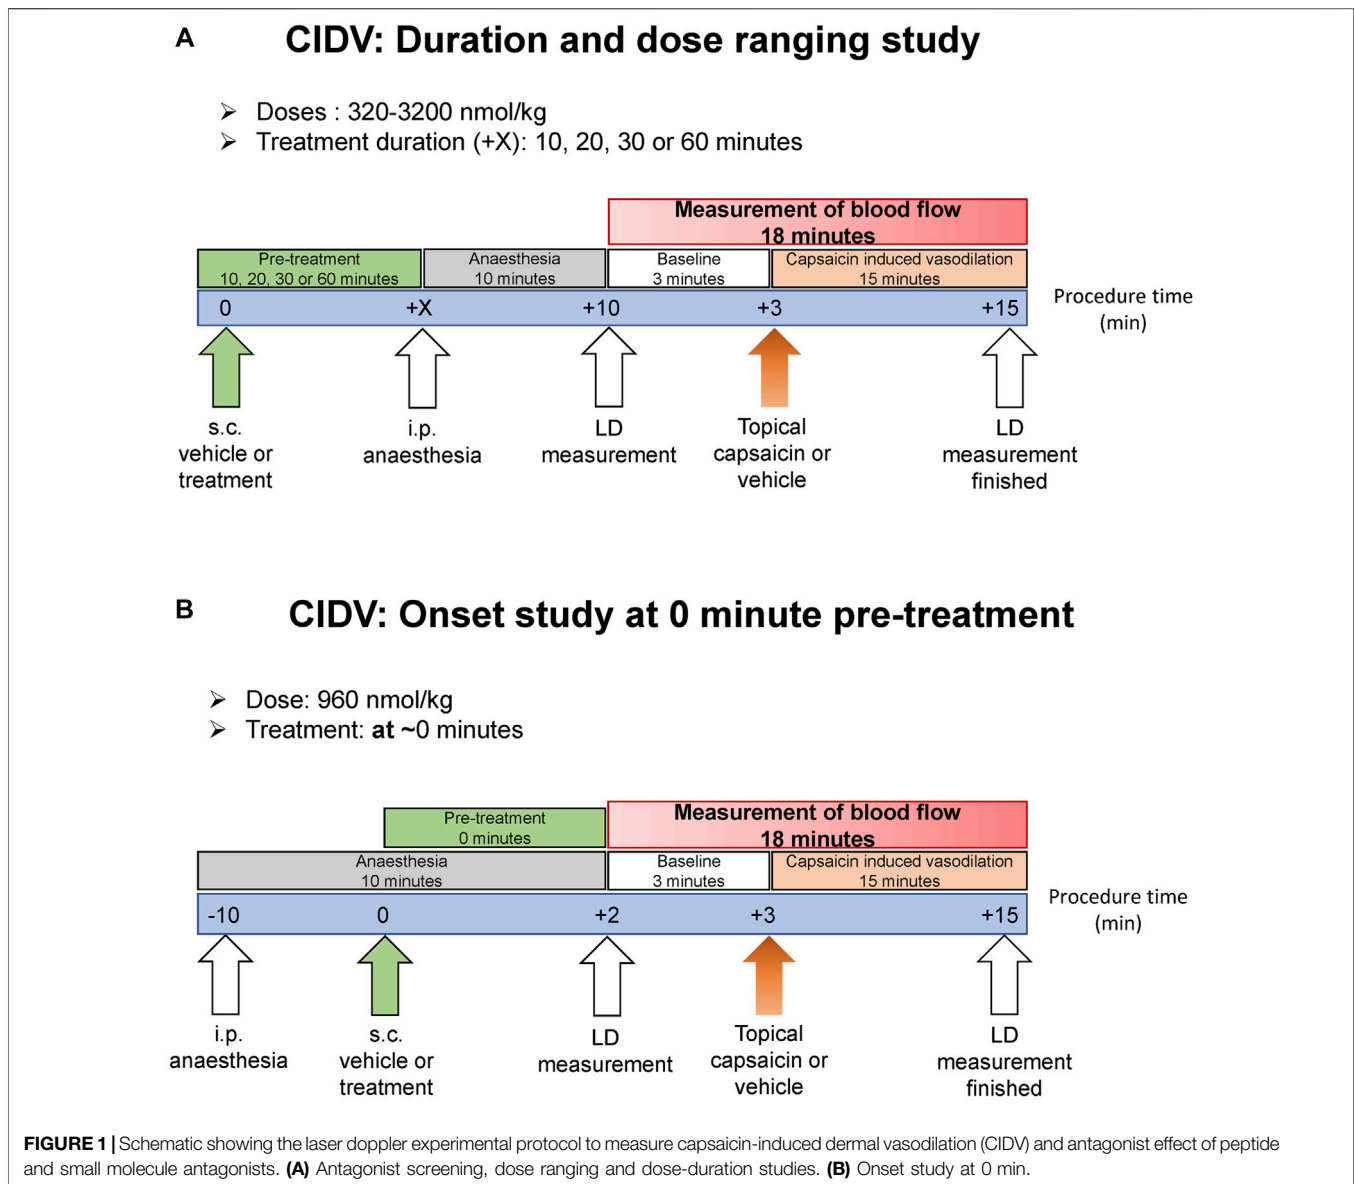 A
CIDV: Duration and dose ranging study
➢ Doses : 320-3200 nmol/kg
➢ Treatment duration (+X): 10, 20, 30 or 60 minutes
Measurement of blood flow
18 minutes
Pre-treatment
10, 20, 30 or 60 minutes
Anaesthesia
10 minutes
Baseline
3 minutes
Capsaicin induced vasodilation
15 minutes
0
+X
+10
+3
+15
Procedure time
(min)
s.c.
vehicle or
treatment
i.p.
anaesthesia
LD
measurement
Topical
capsaicin or
vehicle
LD
measurement
finished
B
CIDV: Onset study at 0 minute pre-treatment
➢ Dose: 960 nmol/kg
➢ Treatment: at ~0 minutes
Pre-treatment
0 minutes
Measurement of blood flow
18 minutes
Anaesthesia
10 minutes
Baseline
3 minutes
Capsaicin induced vasodilation
15 minutes
-10
0
+2
+3
+15
Procedure time
(min)
i.p.
anaesthesia
s.c.
vehicle or
treatment
LD
measurement
Topical
capsaicin or
vehicle
LD
measurement
finished
FIGURE 1 | Schematic showing the laser doppler experimental protocol to measure capsaicin-induced dermal vasodilation (CIDV) and antagonist effect of peptide
and small molecule antagonists. (A) Antagonist screening, dose ranging and dose-duration studies. (B) Onset study at 0 min.